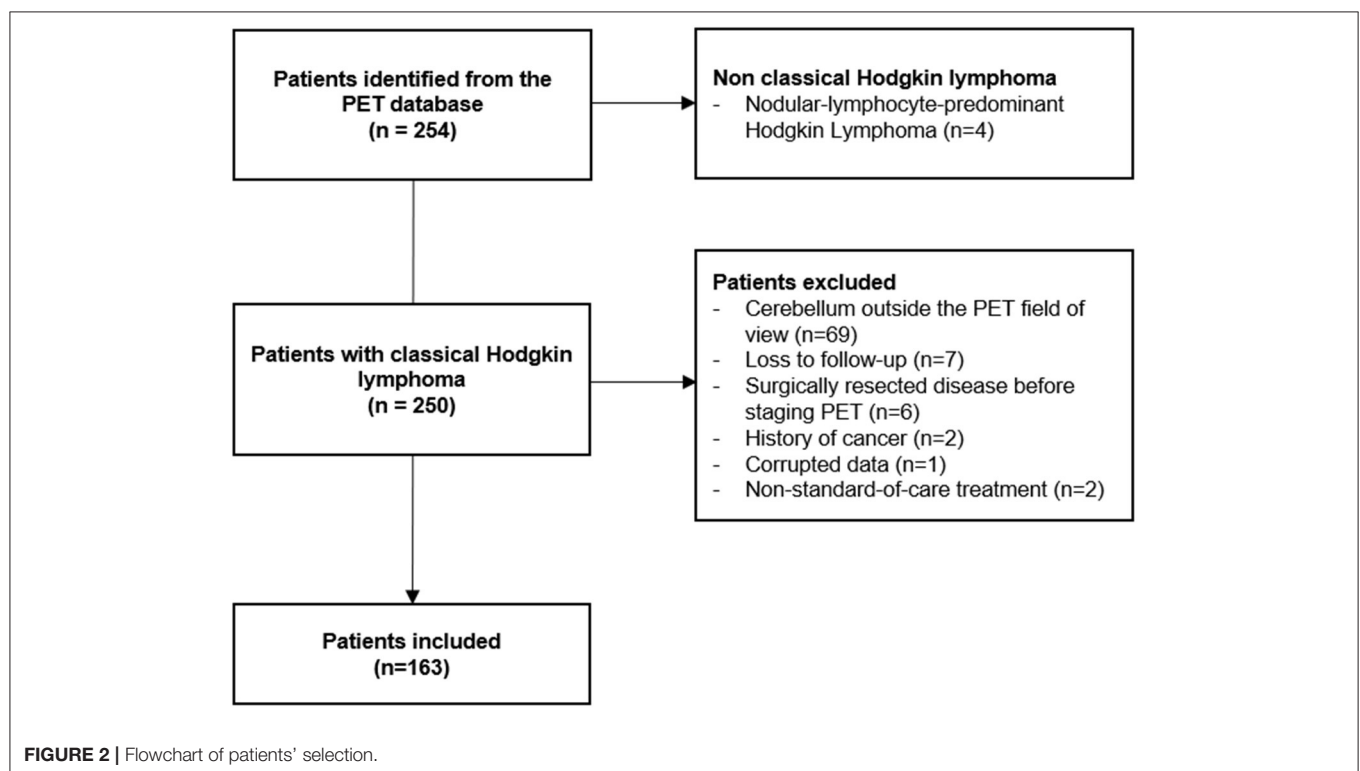 Patients identified from the
PET database
(n = 254)
Non classical Hodgkin lymphoma
- Nodular-lymphocyte-predominant
Hodgkin Lymphoma (n=4)
Patients with classical Hodgkin
lymphoma
(n = 250)
Patients excluded
- Cerebellum outside the PET field of
view (n=69)
- Loss to follow-up (n=7)
- Surgically resected disease before
staging PET (n=6)
- History of cancer (n=2)
- Corrupted data (n=1)
- Non-standard-of-care treatment (n=2)
Patients included
(n=163)
FIGURE 2 | Flowchart of patients' selection.